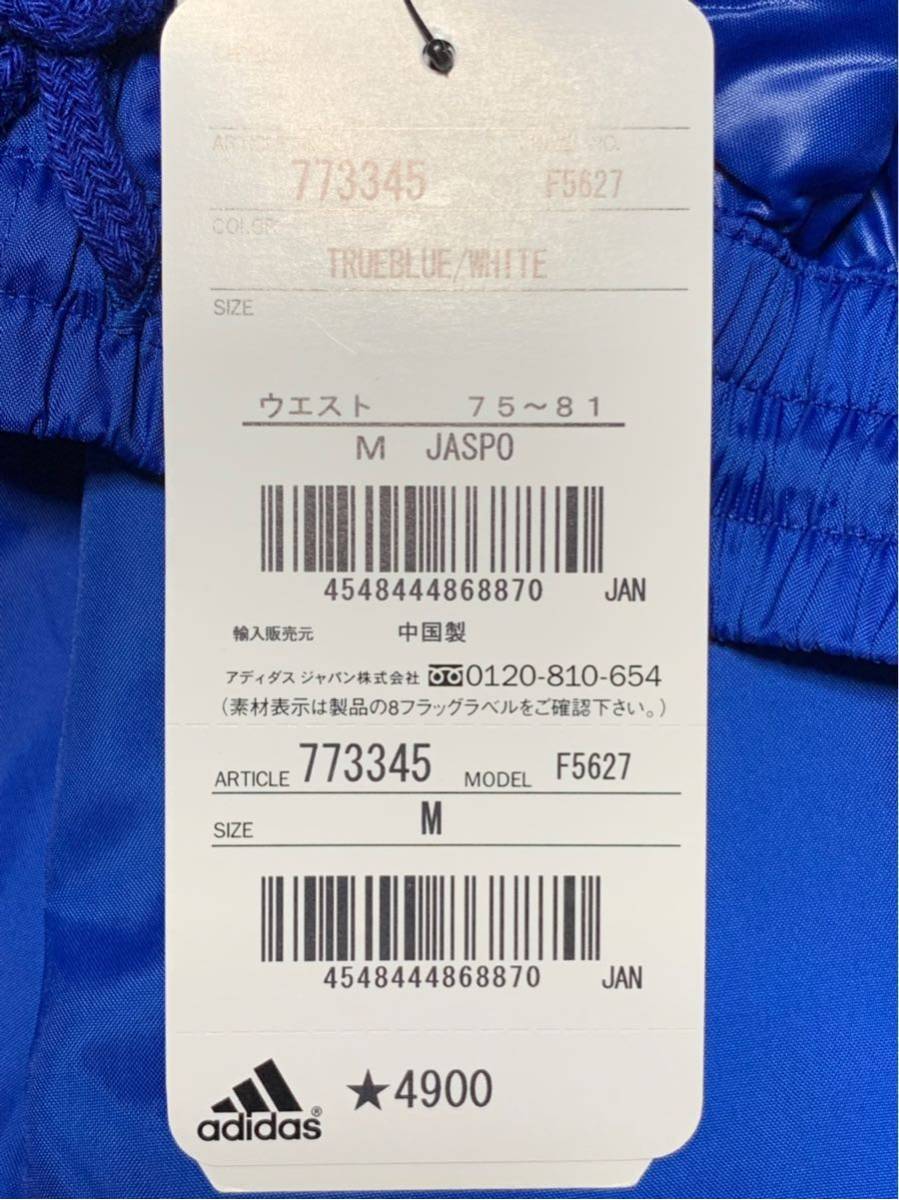 ARTICLE
773345 F5627
COLOR
TRUEBLUE/WHITE
SIZE
ウエスト 75～81
M JASPO
4548444868870 JAN
輸入販売元 中国製
アディダス ジャパン株式会社 0120-810-654
（素材表示は製品の8フラッグラベルをご確認下さい。）
ARTICLE 773345 MODEL F5627
SIZE M
4548444868870 JAN
adidas® ★4900